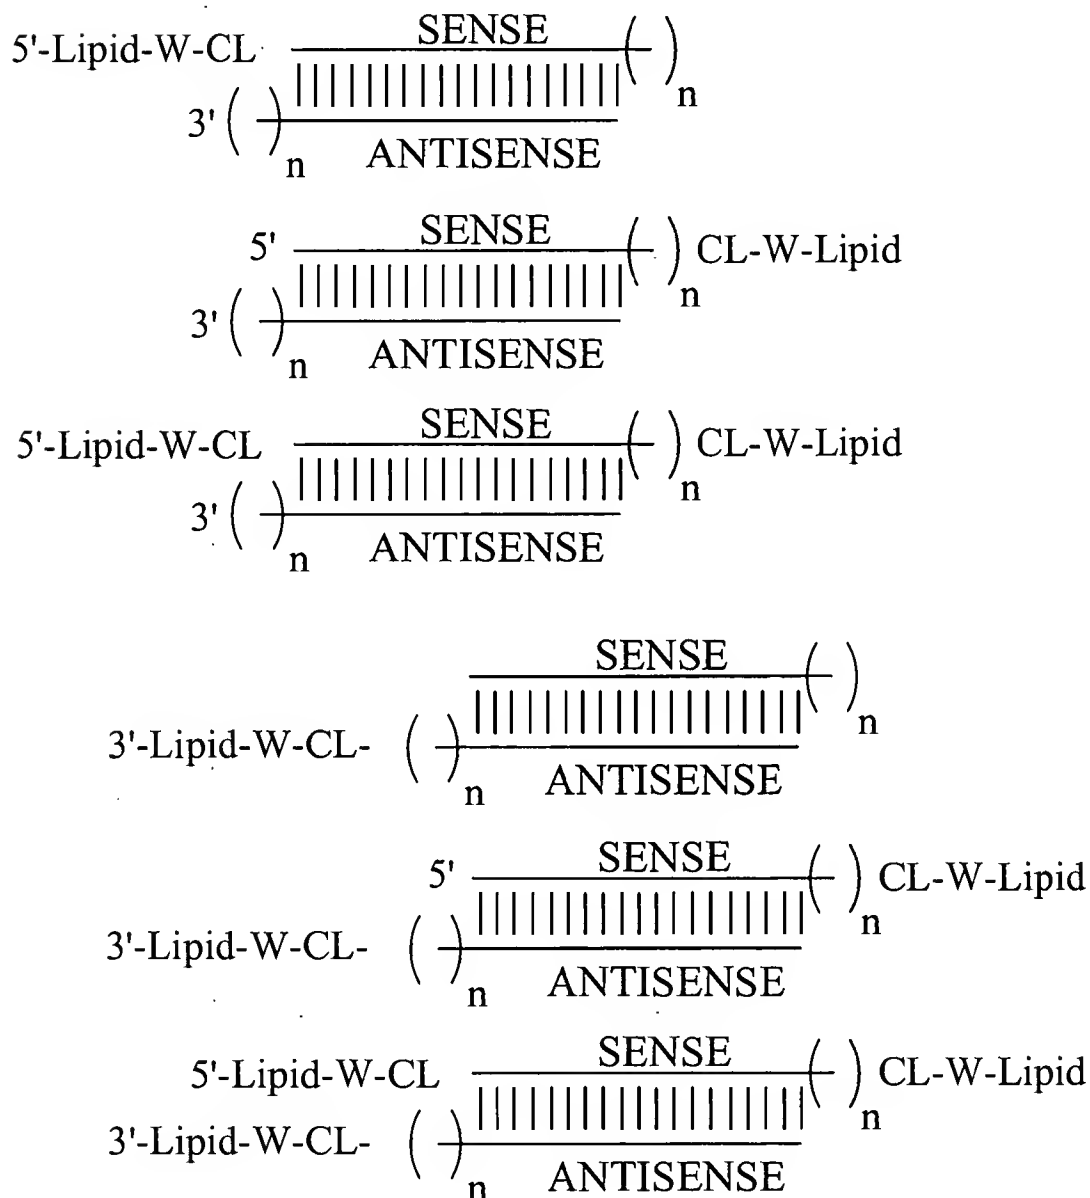 SENSE
5'-Lipid-W-CL ( )n
3' ( )n ANTISENSE
SENSE
5' ( )n CL-W-Lipid
3' ( )n ANTISENSE
SENSE
5'-Lipid-W-CL ( )n CL-W-Lipid
3' ( )n ANTISENSE
SENSE
( )n
3'-Lipid-W-CL- ( )n ANTISENSE
SENSE
5' ( )n CL-W-Lipid
3'-Lipid-W-CL- ( )n ANTISENSE
SENSE
5'-Lipid-W-CL ( )n CL-W-Lipid
3'-Lipid-W-CL- ( )n ANTISENSE